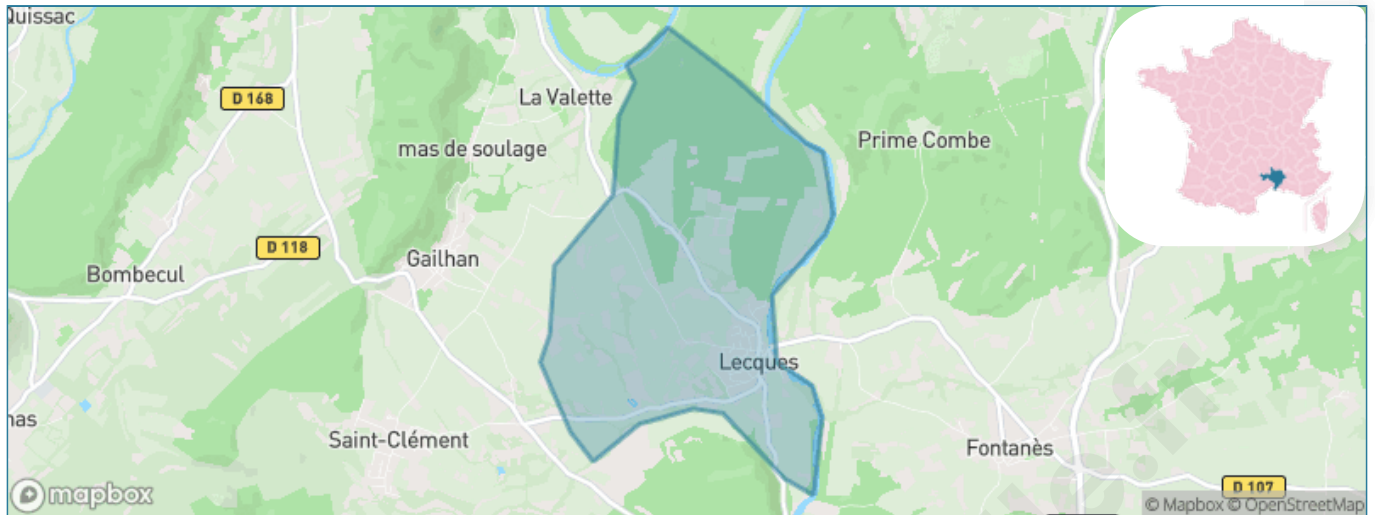 Quissac
D 168
La Valette
mas de soulage
Prime Combe
D 118
Gailhan
Bombecul
Lecques
nas
Saint-Clément
Fontanès
D 107
mapbox
© Mapbox © OpenStreetMap